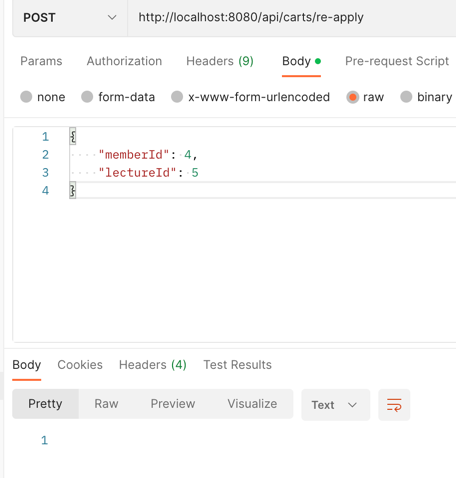 POST http://localhost:8080/api/carts/re-apply
Params Authorization Headers (9) Body Pre-request Script
none form-data x-www-form-urlencoded raw binary
1 {
2 "memberId": 4,
3 "lectureId": 5
4 }
Body Cookies Headers (4) Test Results
Pretty Raw Preview Visualize Text
1